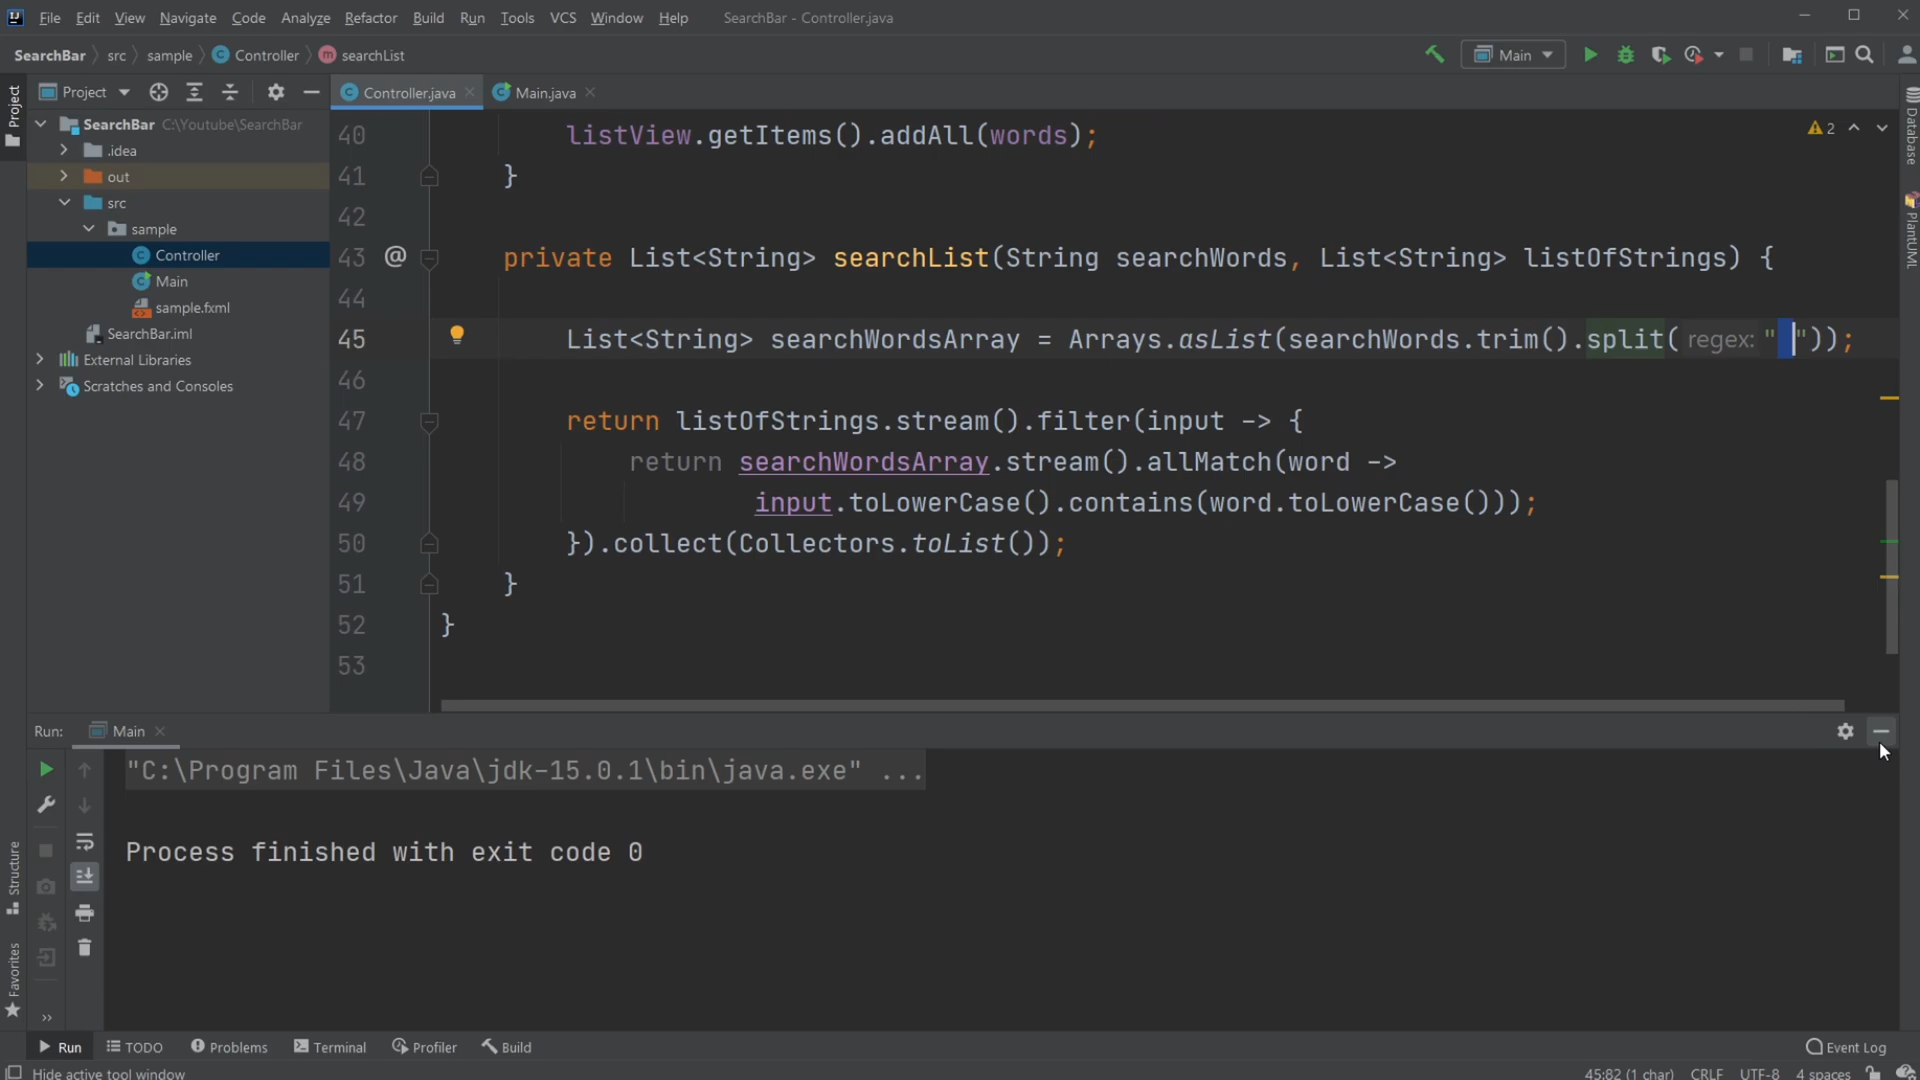 File Edit View Navigate Code Analyze Refactor Build Run Tools VCS Window Help SearchBar - Controller.java
SearchBar src sample Controller searchList Main
Project Controller.java Main.java
SearchBar C:\Youtube\SearchBar
.idea
out
src
sample
Controller
Main
sample.fxml
SearchBar.iml
External Libraries
Scratches and Consoles
Project
Structure
Favorites
40 listView.getItems().addAll(words);
41 }
42
43 @ private List<String> searchList(String searchWords, List<String> listOfStrings) {
44
45 List<String> searchWordsArray = Arrays.asList(searchWords.trim().split( regex: " "));
46
47 return listOfStrings.stream().filter(input -> {
48 return searchWordsArray.stream().allMatch(word ->
49 input.toLowerCase().contains(word.toLowerCase()));
50 }).collect(Collectors.toList());
51 }
52 }
53
2
Database
PlantUML
Run: Main
"C:\Program Files\Java\jdk-15.0.1\bin\java.exe" ...
Process finished with exit code 0
Run TODO Problems Terminal Profiler Build Event Log
Hide active tool window 45:82 (1 char) CRLF UTF-8 4 spaces